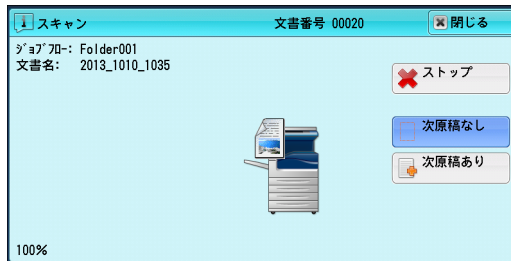 スキャン 文書番号 00020 閉じる
ｼﾞｮﾌﾞﾌﾛｰ: Folder001
文書名: 2013_1010_1035
ストップ
次原稿なし
次原稿あり
100%